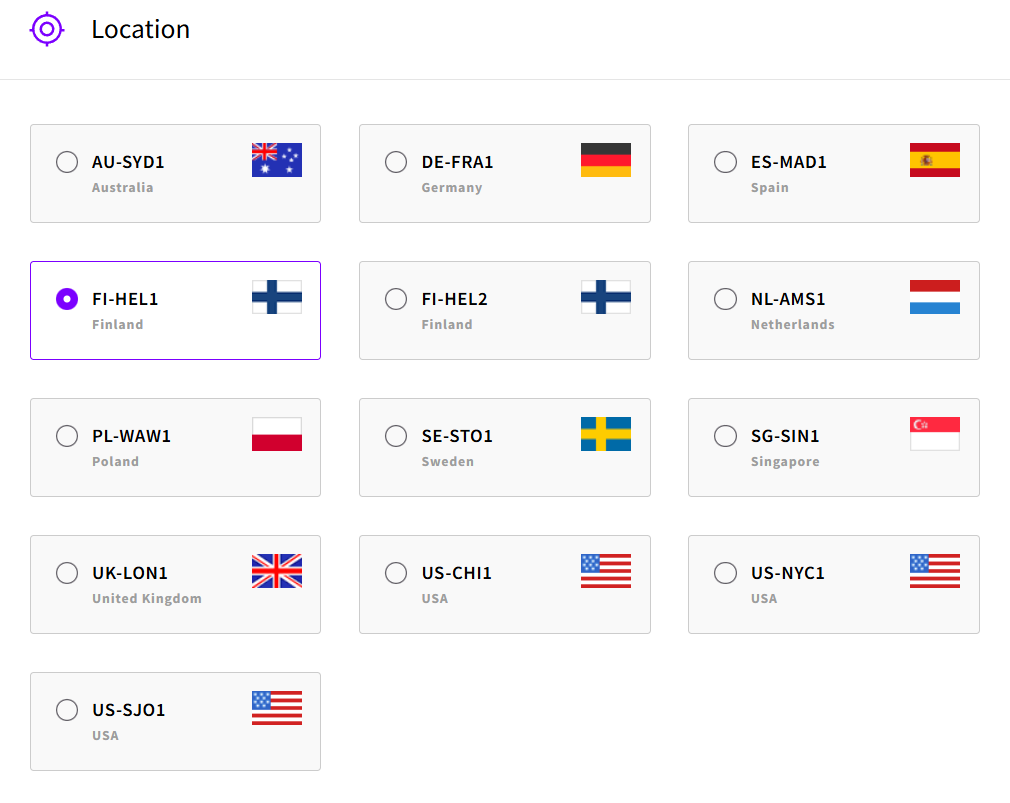 Location
AU-SYD1
Australia
DE-FRA1
Germany
ES-MAD1
Spain
FI-HEL1
Finland
FI-HEL2
Finland
NL-AMS1
Netherlands
PL-WAW1
Poland
SE-STO1
Sweden
SG-SIN1
Singapore
UK-LON1
United Kingdom
US-CHI1
USA
US-NYC1
USA
US-SJO1
USA